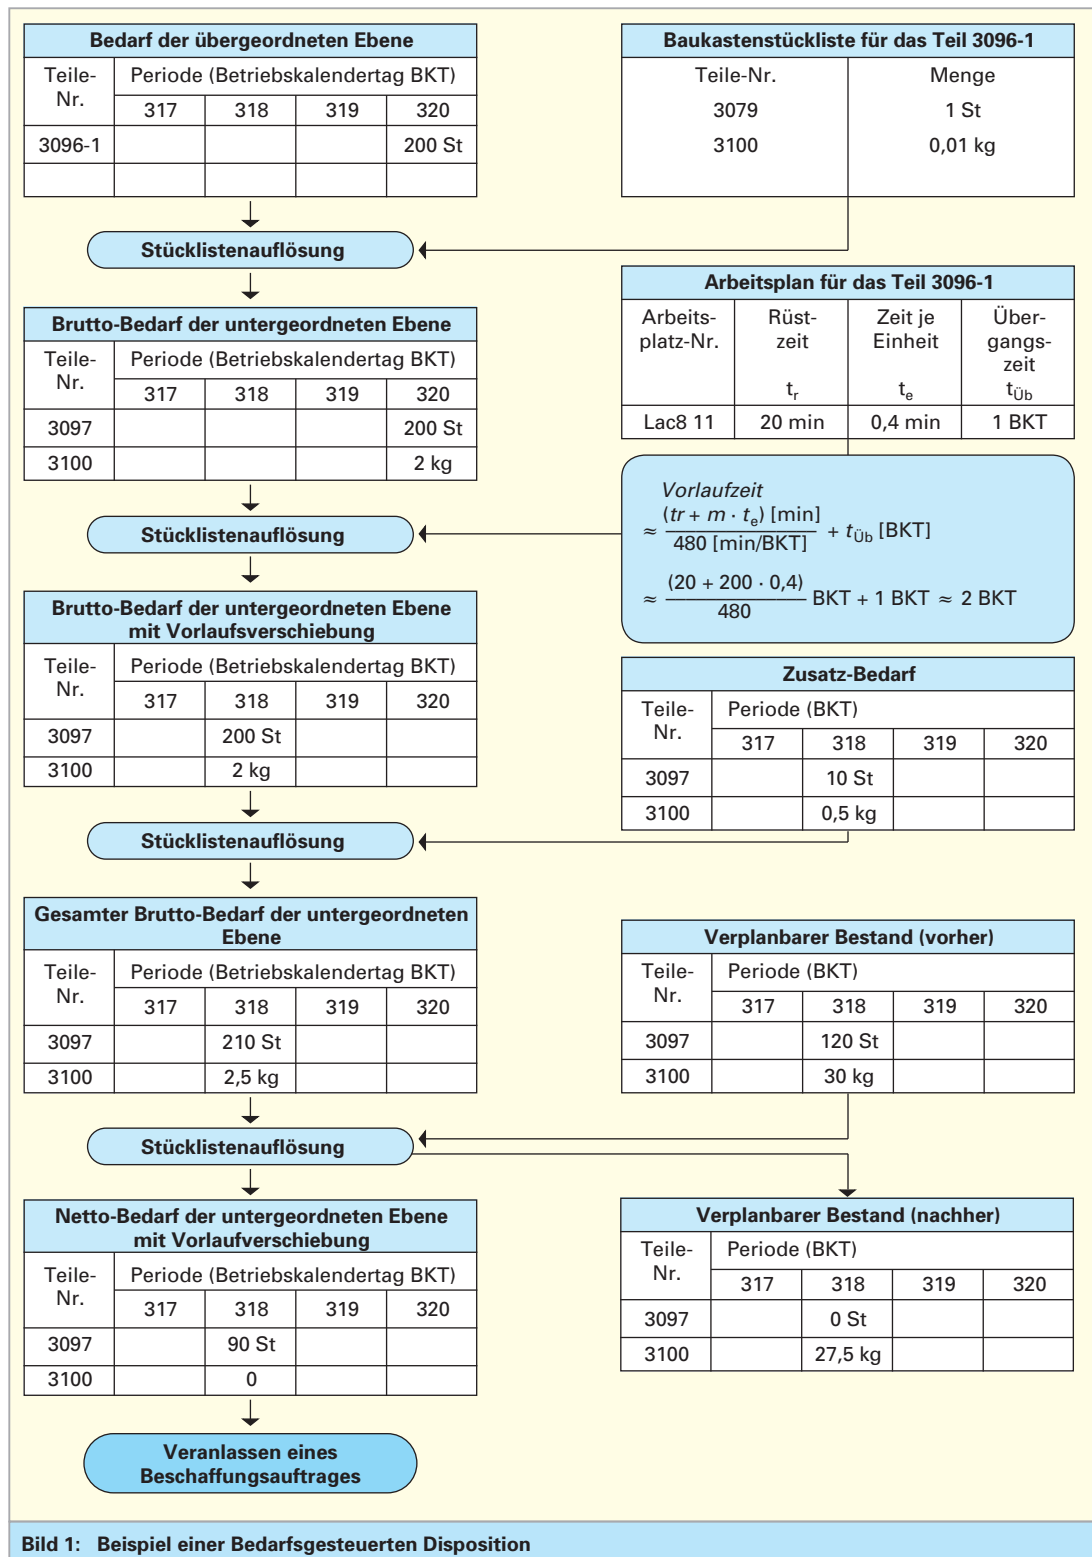 Bedarf der übergeordneten Ebene
Teile-Nr. Periode (Betriebskalendertag BKT)
317 318 319 320
3096-1 200 St
Baukastenstückliste für das Teil 3096-1
Teile-Nr. Menge
3079 1 St
3100 0,01 kg
Stücklistenauflösung
Brutto-Bedarf der untergeordneten Ebene
Teile-Nr. Periode (Betriebskalendertag BKT)
317 318 319 320
3097 200 St
3100 2 kg
Arbeitsplan für das Teil 3096-1
Arbeits- Rüst- Zeit je Über-
platz-Nr. zeit Einheit gangs-
zeit
t_r t_e t_Üb
Lac8 11 20 min 0,4 min 1 BKT
Stücklistenauflösung
Vorlaufzeit
≈ (tr + m · t_e) [min] / 480 [min/BKT] + t_Üb [BKT]
≈ (20 + 200 · 0,4) / 480 BKT + 1 BKT ≈ 2 BKT
Brutto-Bedarf der untergeordneten Ebene
mit Vorlaufsverschiebung
Teile-Nr. Periode (Betriebskalendertag BKT)
317 318 319 320
3097 200 St
3100 2 kg
Zusatz-Bedarf
Teile-Nr. Periode (BKT)
317 318 319 320
3097 10 St
3100 0,5 kg
Stücklistenauflösung
Gesamter Brutto-Bedarf der untergeordneten
Ebene
Teile-Nr. Periode (Betriebskalendertag BKT)
317 318 319 320
3097 210 St
3100 2,5 kg
Verplanbarer Bestand (vorher)
Teile-Nr. Periode (BKT)
317 318 319 320
3097 120 St
3100 30 kg
Stücklistenauflösung
Netto-Bedarf der untergeordneten Ebene
mit Vorlaufverschiebung
Teile-Nr. Periode (Betriebskalendertag BKT)
317 318 319 320
3097 90 St
3100 0
Verplanbarer Bestand (nachher)
Teile-Nr. Periode (BKT)
317 318 319 320
3097 0 St
3100 27,5 kg
Veranlassen eines
Beschaffungsauftrages
Bild 1: Beispiel einer Bedarfsgesteuerten Disposition